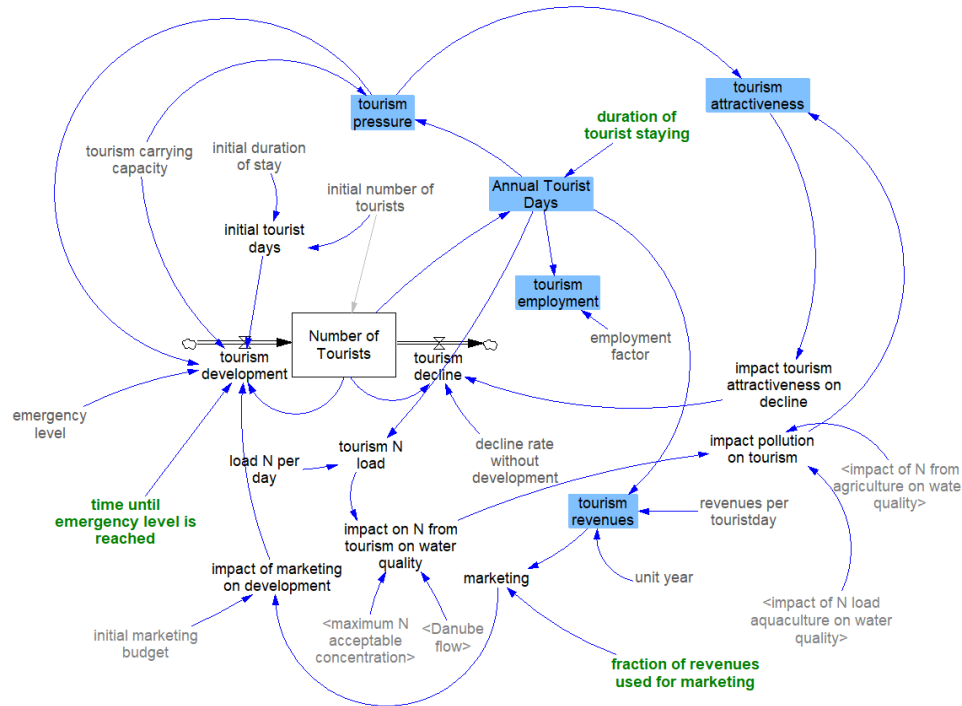 tourism
pressure
tourism
attractiveness
duration of
tourist staying
tourism carrying
capacity
initial duration
of stay
initial number of
tourists
Annual Tourist
Days
initial tourist
days
tourism
employment
Number of
Tourists
employment
factor
tourism
development
tourism
decline
impact tourism
attractiveness on
decline
emergency
level
load N per
day
tourism N
load
decline rate
without
development
impact pollution
on tourism
<impact of N from
agriculture on wate
quality>
time until
emergency level is
reached
tourism
revenues
revenues per
touristday
impact on N from
tourism on water
quality
impact of marketing
on development
marketing
unit year
initial marketing
budget
<maximum N
acceptable
concentration>
<Danube
flow>
<impact of N load
aquaculture on water
quality>
fraction of revenues
used for marketing